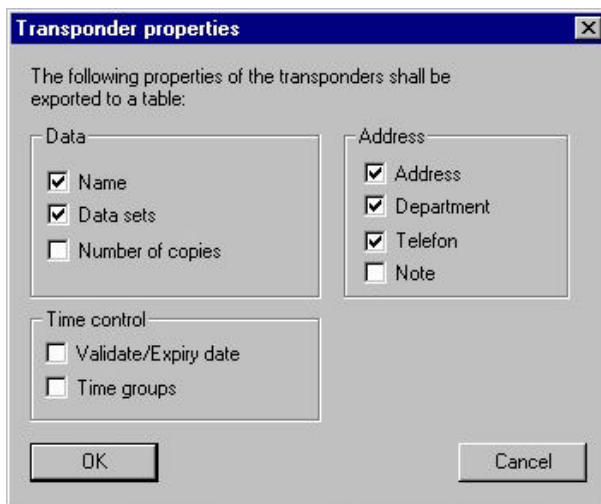 Transponder properties
The following properties of the transponders shall be
exported to a table:
Data
Name
Data sets
Number of copies
Address
Address
Department
Telefon
Note
Time control
Validate/Expiry date
Time groups
OK
Cancel